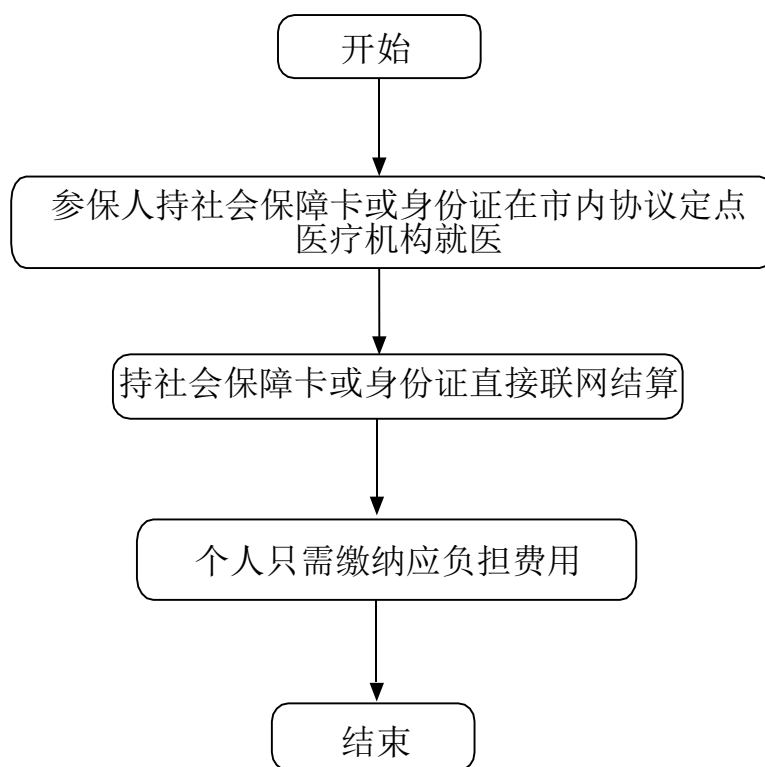 开始
参保人持社会保障卡或身份证在市内协议定点
医疗机构就医
持社会保障卡或身份证直接联网结算
个人只需缴纳应负担费用
结束